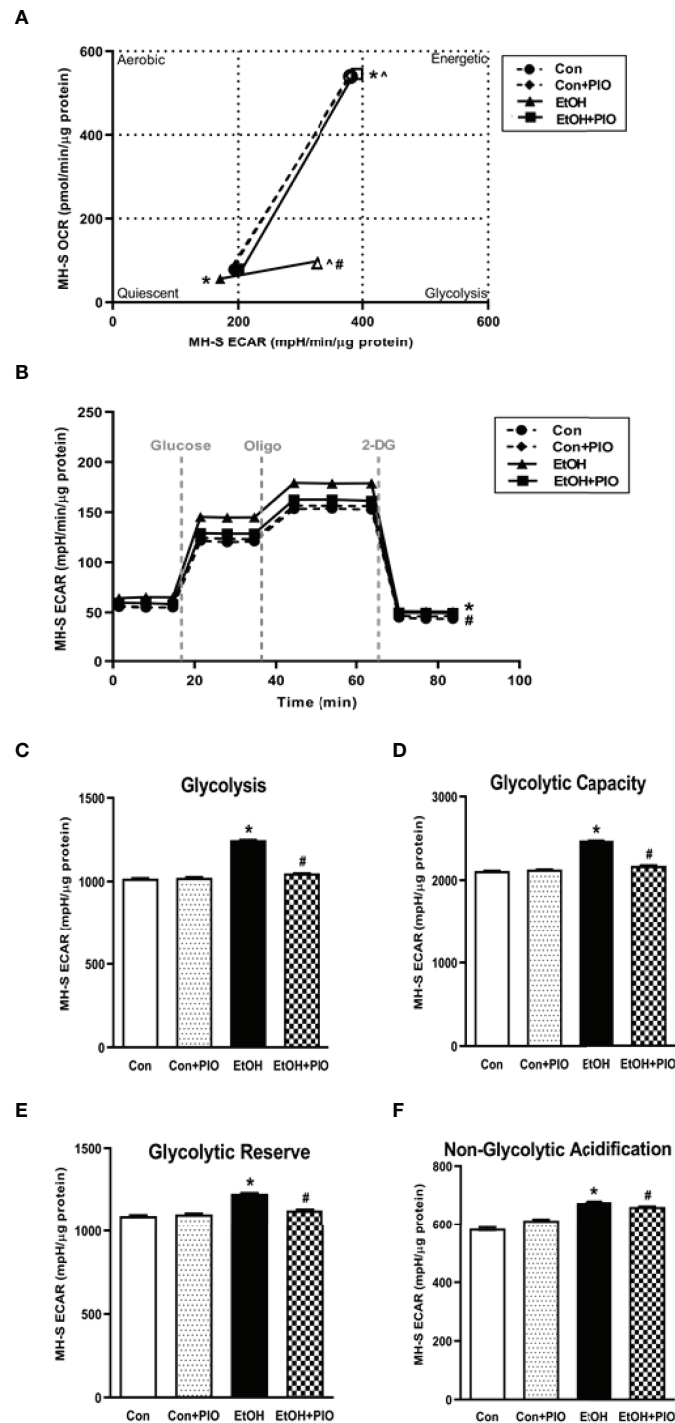 A
600
400
200
0
MH-S OCR (pmol/min/µg protein)
Aerobic
Energetic
Quiescent
Glycolysis
* ^
*
^ #
0 200 400 600
MH-S ECAR (mpH/min/µg protein)
Con
Con+PIO
EtOH
EtOH+PIO
B
250
200
150
100
50
0
MH-S ECAR (mpH/min/µg protein)
Glucose Oligo 2-DG
*
#
0 20 40 60 80 100
Time (min)
Con
Con+PIO
EtOH
EtOH+PIO
C
Glycolysis
1500
1000
500
0
MH-S ECAR (mpH/µg protein)
*
#
Con Con+PIO EtOH EtOH+PIO
D
Glycolytic Capacity
3000
2000
1000
0
MH-S ECAR (mpH/µg protein)
*
#
Con Con+PIO EtOH EtOH+PIO
E
Glycolytic Reserve
1500
1000
500
0
MH-S ECAR (mpH/µg protein)
*
#
Con Con+PIO EtOH EtOH+PIO
F
Non-Glycolytic Acidification
800
600
400
200
0
MH-S ECAR (mpH/µg protein)
*
#
Con Con+PIO EtOH EtOH+PIO